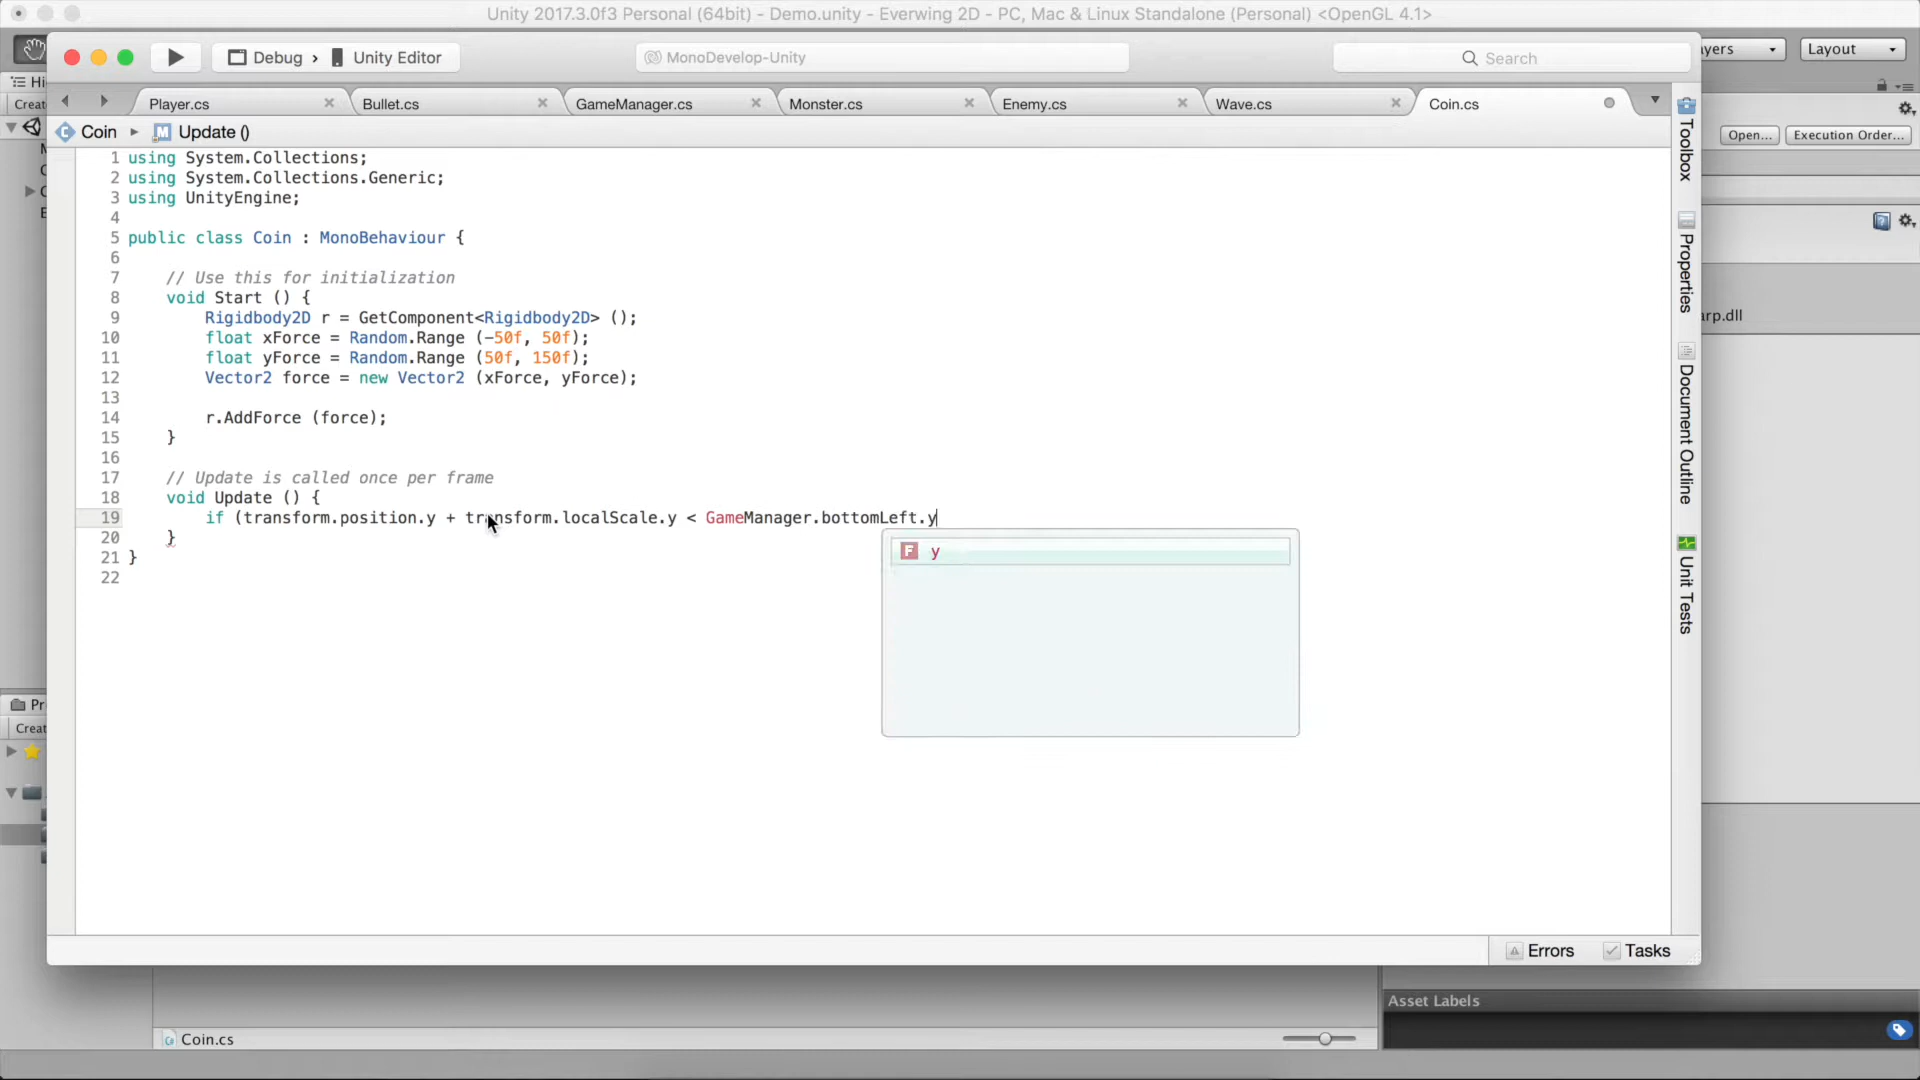 Unity 2017.3.0f3 Personal (64bit) - Demo.unity - Everwing 2D - PC, Mac & Linux Standalone (Personal) <OpenGL 4.1>
Debug › Unity Editor
MonoDevelop-Unity
Search
yers
Layout
Hi
Creat
Player.cs
Bullet.cs
GameManager.cs
Monster.cs
Enemy.cs
Wave.cs
Coin.cs
Coin ▸ M Update ()
Open...
Execution Order...
1 using System.Collections;
2 using System.Collections.Generic;
3 using UnityEngine;
4
5 public class Coin : MonoBehaviour {
6
7 // Use this for initialization
8 void Start () {
9 Rigidbody2D r = GetComponent<Rigidbody2D> ();
10 float xForce = Random.Range (-50f, 50f);
11 float yForce = Random.Range (50f, 150f);
12 Vector2 force = new Vector2 (xForce, yForce);
13
14 r.AddForce (force);
15 }
16
17 // Update is called once per frame
18 void Update () {
19 if (transform.position.y + transform.localScale.y < GameManager.bottomLeft.y
20 }
21 }
22
F y
Toolbox
Properties
Document Outline
Unit Tests
arp.dll
Pr
Creat
Errors
Tasks
Asset Labels
Coin.cs